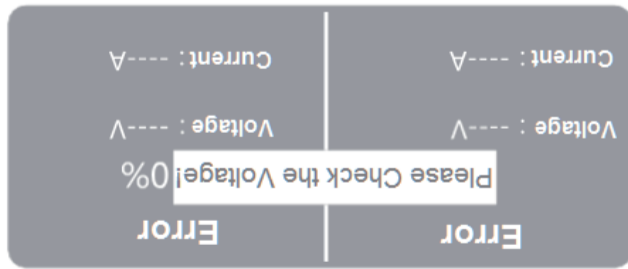 Error Error
Please Check the Voltage! 0%
Voltage : ----V Voltage : ----V
Current : ----A Current : ----A